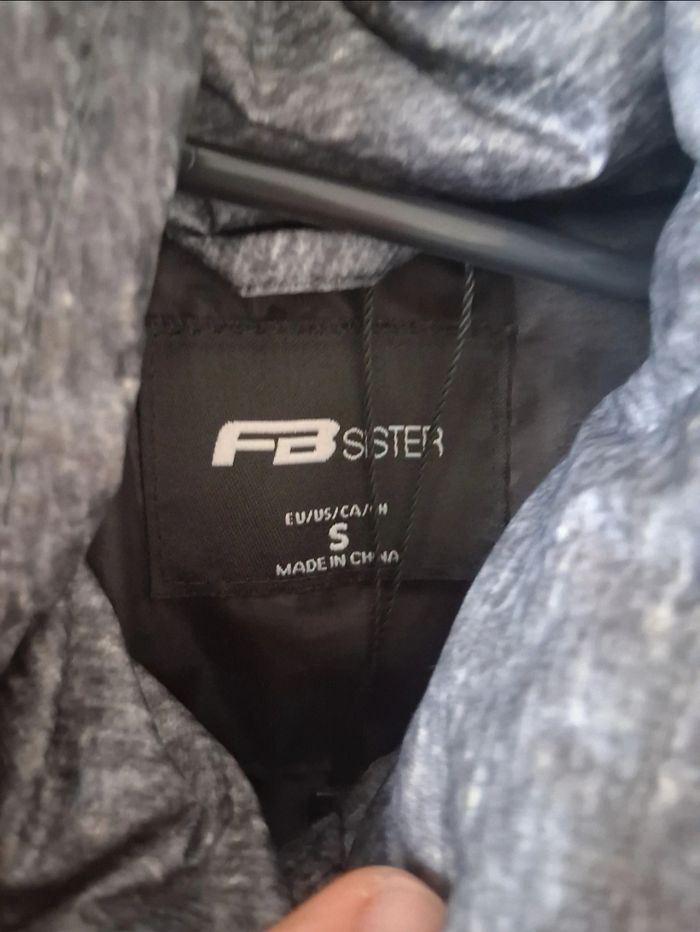 FB SISTER
EU/US/CA/CH
S
MADE IN CHINA